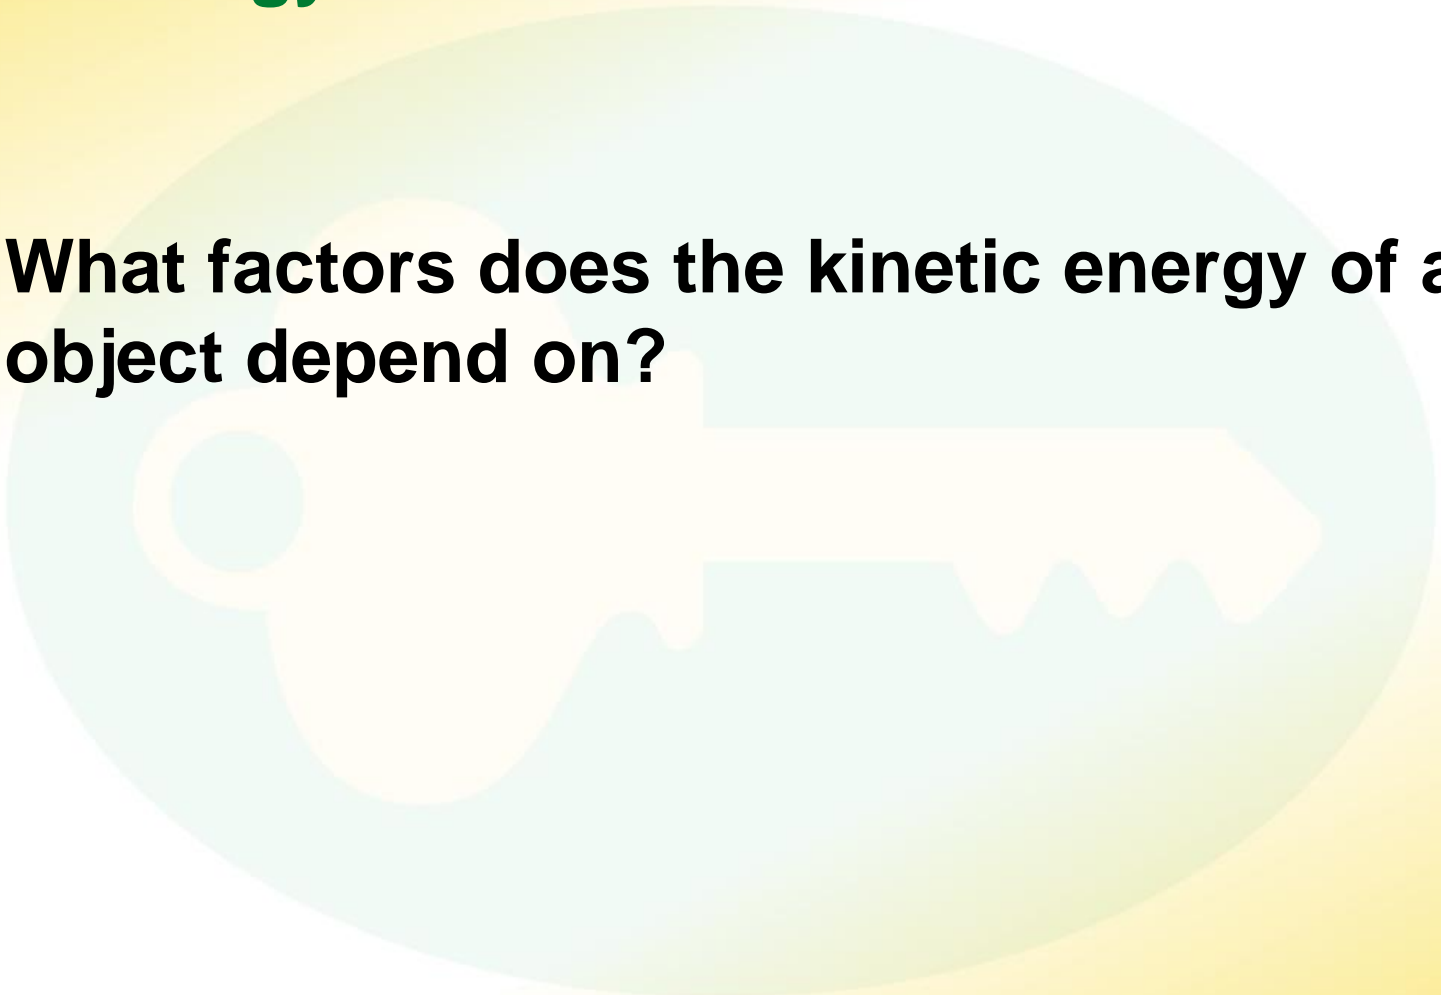 What factors does the kinetic energy of a
object depend on?